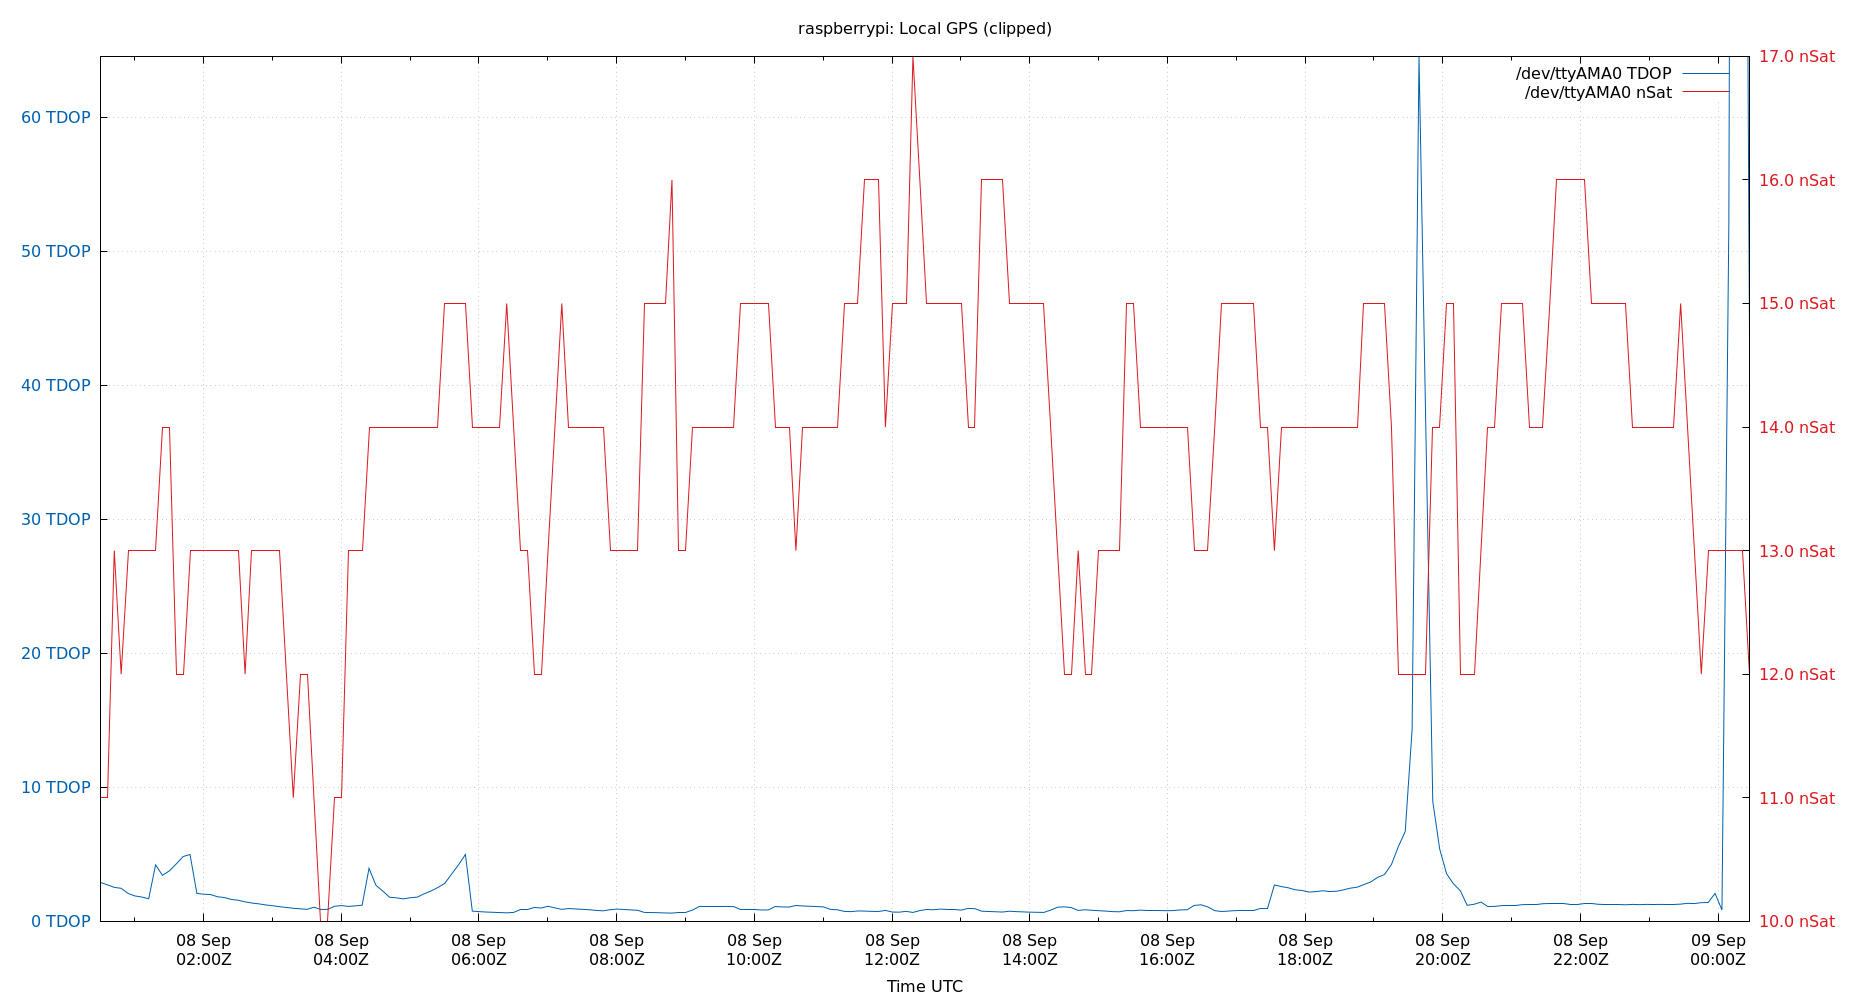 raspberrypi: Local GPS (clipped)
/dev/ttyAMA0 TDOP
/dev/ttyAMA0 nSat
60 TDOP
50 TDOP
40 TDOP
30 TDOP
20 TDOP
10 TDOP
0 TDOP
17.0 nSat
16.0 nSat
15.0 nSat
14.0 nSat
13.0 nSat
12.0 nSat
11.0 nSat
10.0 nSat
08 Sep 08 Sep 08 Sep 08 Sep 08 Sep 08 Sep 08 Sep 08 Sep 08 Sep 08 Sep 08 Sep 09 Sep
02:00Z 04:00Z 06:00Z 08:00Z 10:00Z 12:00Z 14:00Z 16:00Z 18:00Z 20:00Z 22:00Z 00:00Z
Time UTC